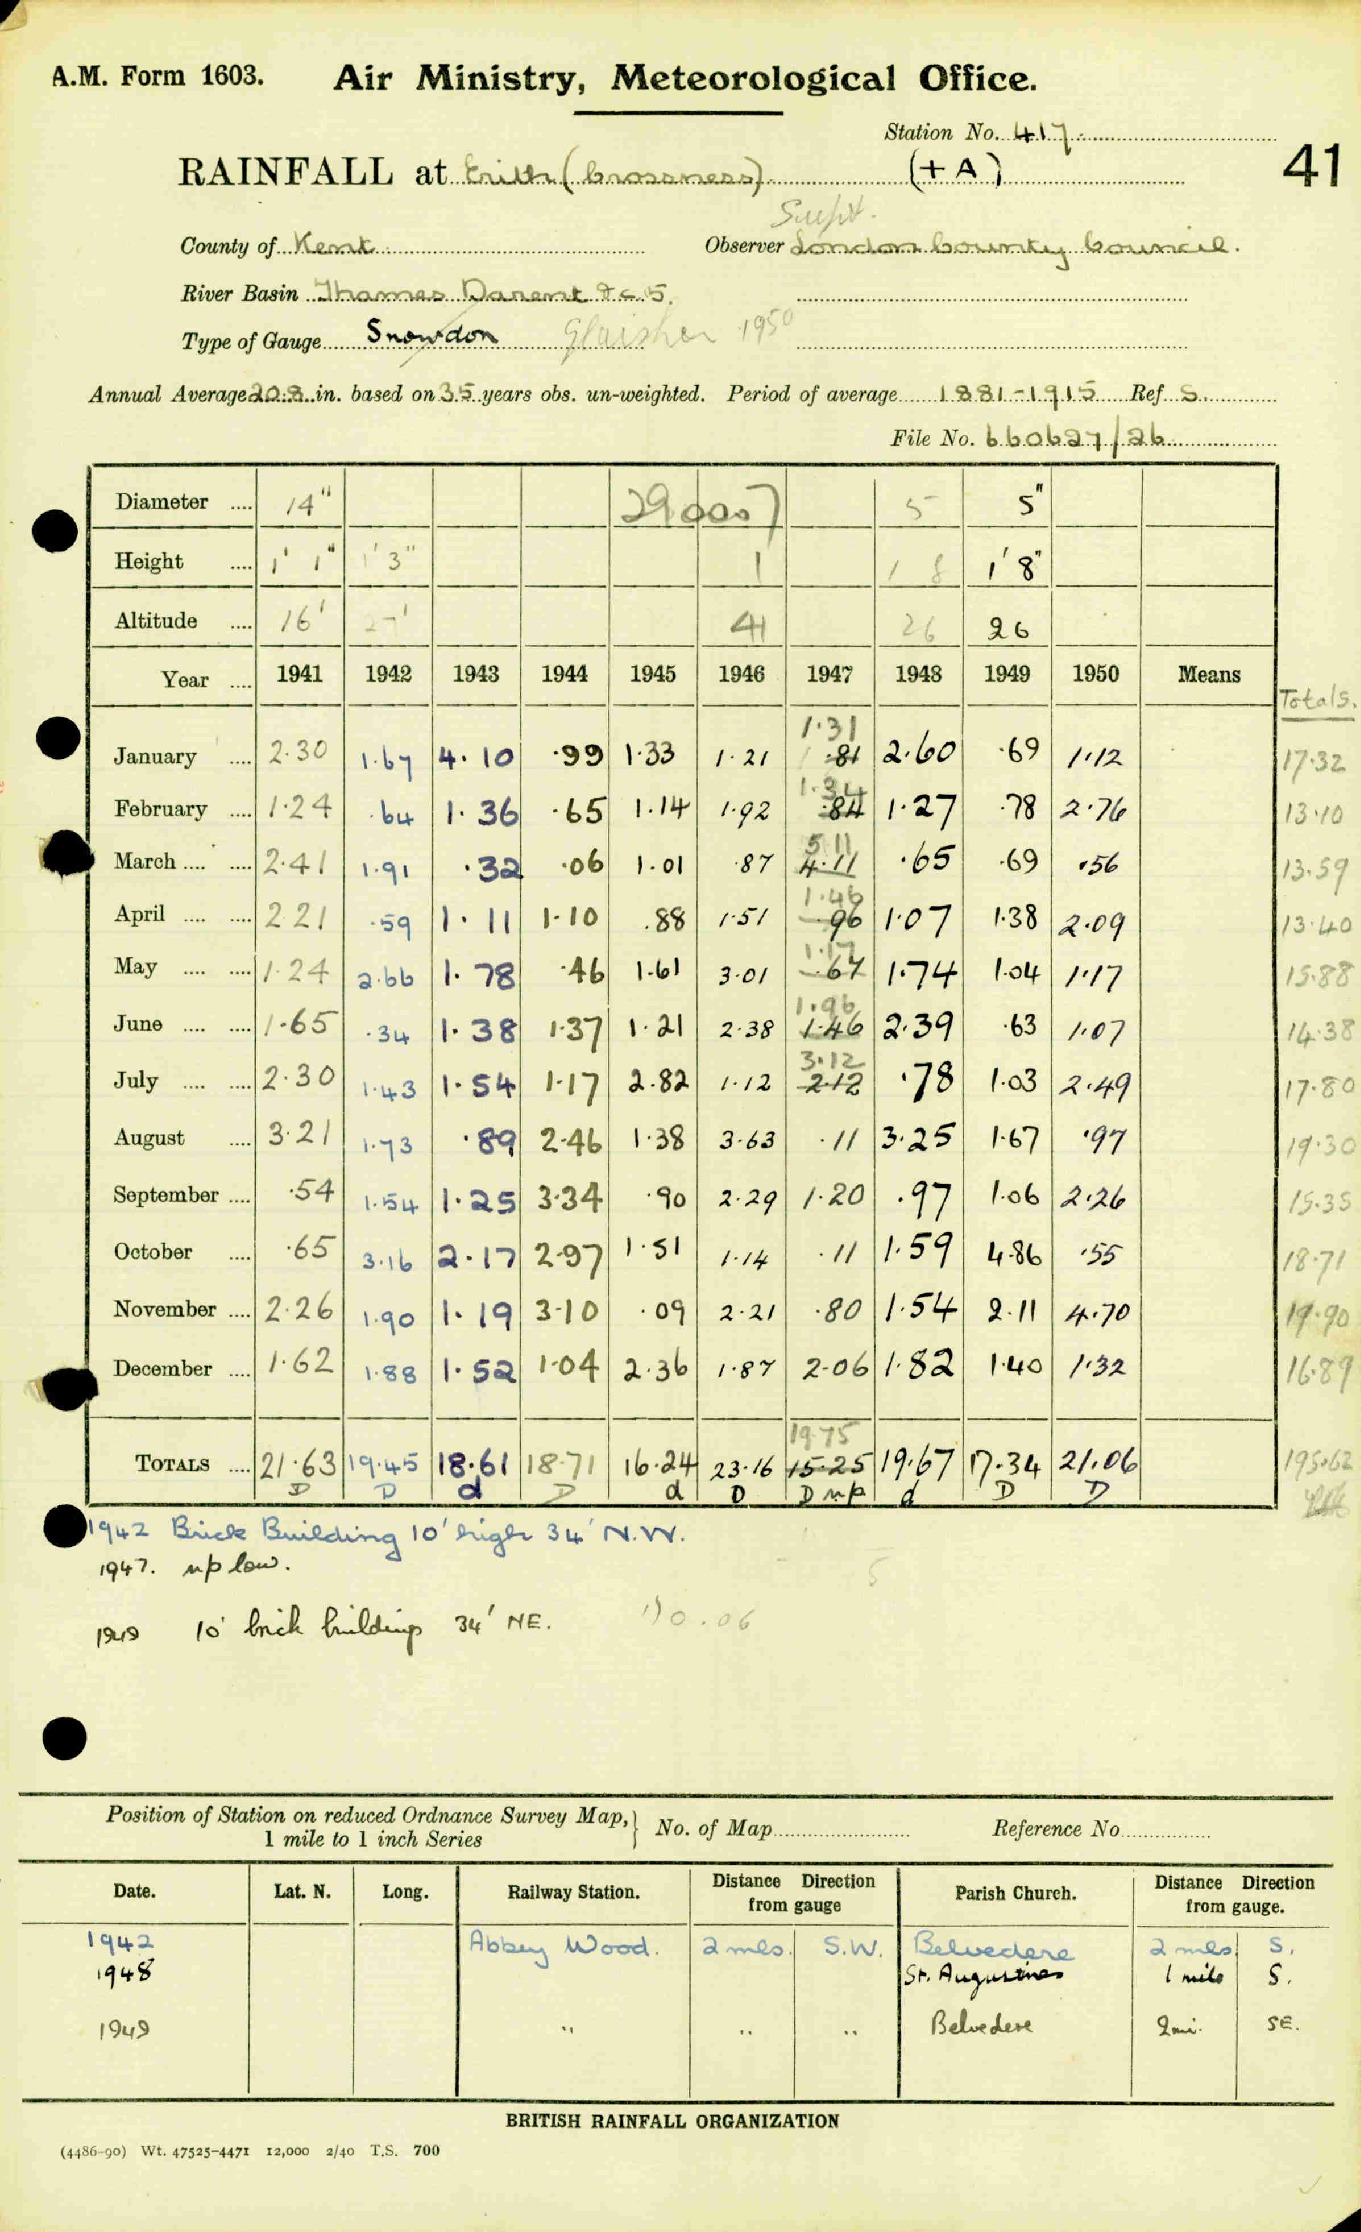 A.M. Form 1603. Air Ministry, Meteorological Office.
Station No. 417.
RAINFALL at Erith (Crossness). (+A) 41
Supt.
County of Kent Observer London County Council.
River Basin Thames Darent &c 5.
Type of Gauge Snowdon Glaisher 1950
Annual Average 20.8 in. based on 35 years obs. un-weighted. Period of average 1881-1915 Ref. S.
File No. 660627/26
Diameter .... 14" 290007 5 5"
Height .... 1' 1" 1'3" 1 1 8 1'8"
Altitude .... 16' 27' 41 26 26
Year .... 1941 1942 1943 1944 1945 1946 1947 1948 1949 1950 Means Totals.
1.31
January .... 2.30 1.67 4.10 .99 1.33 1.21 .81 2.60 .69 1.12 17.32
1.34
February .... 1.24 .64 1.36 .65 1.14 1.92 .84 1.27 .78 2.76 13.10
5.11
March .... .... 2.41 1.91 .32 .06 1.01 .87 4.11 .65 .69 .56 13.59
1.46
April .... .... 2.21 .59 1.11 1.10 .88 1.51 .96 1.07 1.38 2.09 13.40
1.17
May .... .... 1.24 2.66 1.78 .46 1.61 3.01 .67 1.74 1.04 1.17 15.88
1.96
June .... .... 1.65 .34 1.38 1.37 1.21 2.38 1.46 2.39 .63 1.07 14.38
3.12
July .... .... 2.30 1.43 1.54 1.17 2.82 1.12 2.12 .78 1.03 2.49 17.80
August .... 3.21 1.73 .89 2.46 1.38 3.63 .11 3.25 1.67 .97 19.30
September .... .54 1.54 1.25 3.34 .90 2.29 1.20 .97 1.06 2.26 15.35
October .... .65 3.16 2.17 2.97 1.51 1.14 .11 1.59 4.86 .55 18.71
November .... 2.26 1.90 1.19 3.10 .09 2.21 .80 1.54 2.11 4.70 19.90
December .... 1.62 1.88 1.52 1.04 2.36 1.87 2.06 1.82 1.40 1.32 16.89
19.75
TOTALS .... 21.63 19.45 18.61 18.71 16.24 23.16 15.25 19.67 17.34 21.06 195.62
D D d D d D D np d D D
1942 Brick Building 10' high 34' N.W.
1947. np low.
1949 10' brick buildings 34' NE.
Position of Station on reduced Ordnance Survey Map, 1 mile to 1 inch Series No. of Map Reference No
Date. Lat. N. Long. Railway Station. Distance Direction from gauge Parish Church. Distance Direction from gauge.
1942 Abbey Wood. 2 mls. S.W. Belvedere 2 mls S.
1948 St. Augustines 1 mile S.
1949 " " " Belvedere 2mi. SE.
BRITISH RAINFALL ORGANIZATION
(4486-90) Wt. 47525-4471 12,000 2/40 T.S. 700